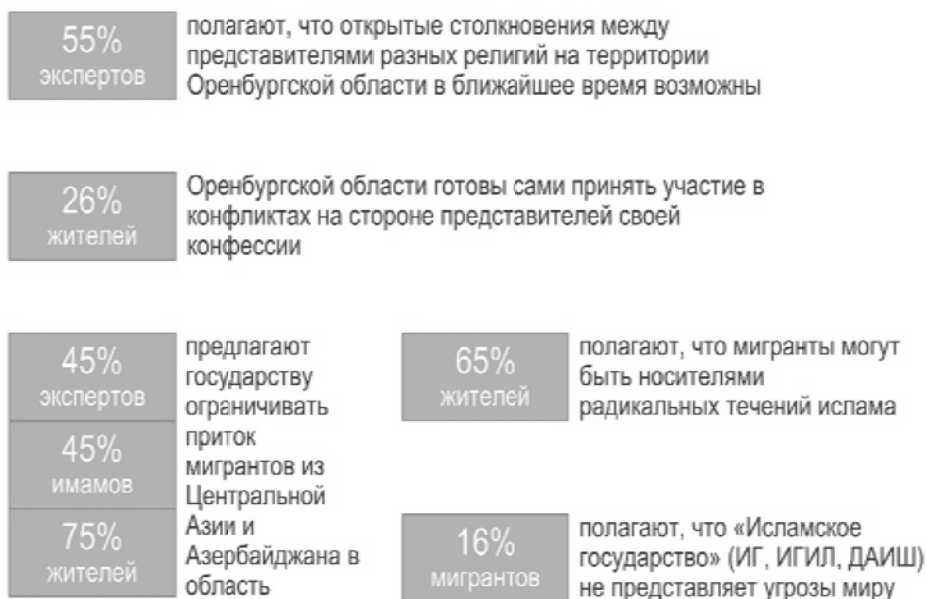 55%
экспертов
полагают, что открытые столкновения между
представителями разных религий на территории
Оренбургской области в ближайшее время возможны
26%
жителей
Оренбургской области готовы сами принять участие в
конфликтах на стороне представителей своей
конфессии
45%
экспертов
45%
имамов
75%
жителей
предлагают
государству
ограничивать
приток
мигрантов из
Центральной
Азии и
Азербайджана в
область
65%
жителей
полагают, что мигранты могут
быть носителями
радикальных течений ислама
16%
мигрантов
полагают, что «Исламское
государство» (ИГ, ИГИЛ, ДАИШ)
не представляет угрозы миру